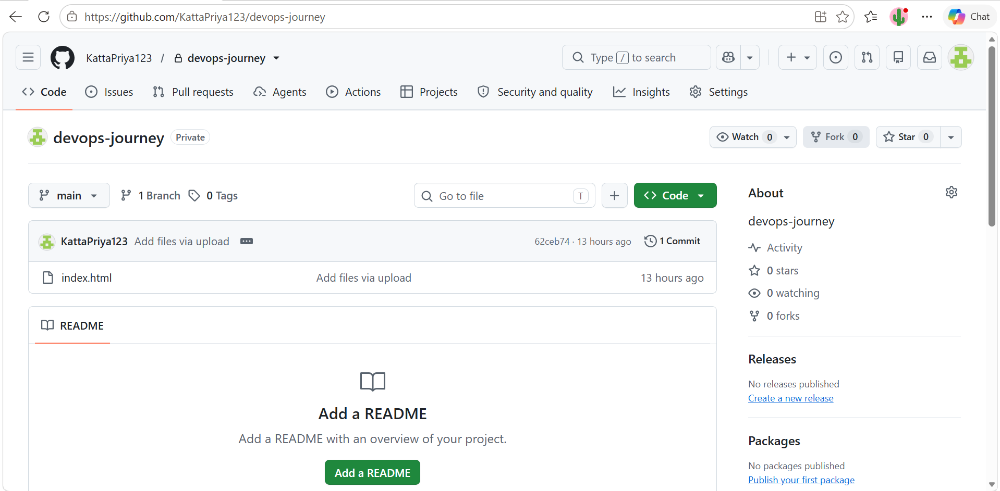 https://github.com/KattaPriya123/devops-journey
Chat
KattaPriya123 / devops-journey
Type / to search
Code
Issues
Pull requests
Agents
Actions
Projects
Security and quality
Insights
Settings
devops-journey Private
Watch 0
Fork 0
Star 0
main
1 Branch
0 Tags
Go to file T
Code
KattaPriya123 Add files via upload
62ceb74 · 13 hours ago
1 Commit
index.html Add files via upload 13 hours ago
README
Add a README
Add a README with an overview of your project.
Add a README
About
devops-journey
Activity
0 stars
0 watching
0 forks
Releases
No releases published
Create a new release
Packages
No packages published
Publish your first package